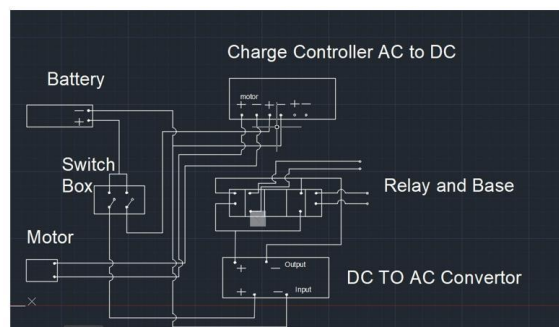 Charge Controller AC to DC
Battery
motor
+ − + − + −
−
+
Switch
Box
Relay and Base
Motor
+ − Output
DC TO AC Convertor
+ − Input
X